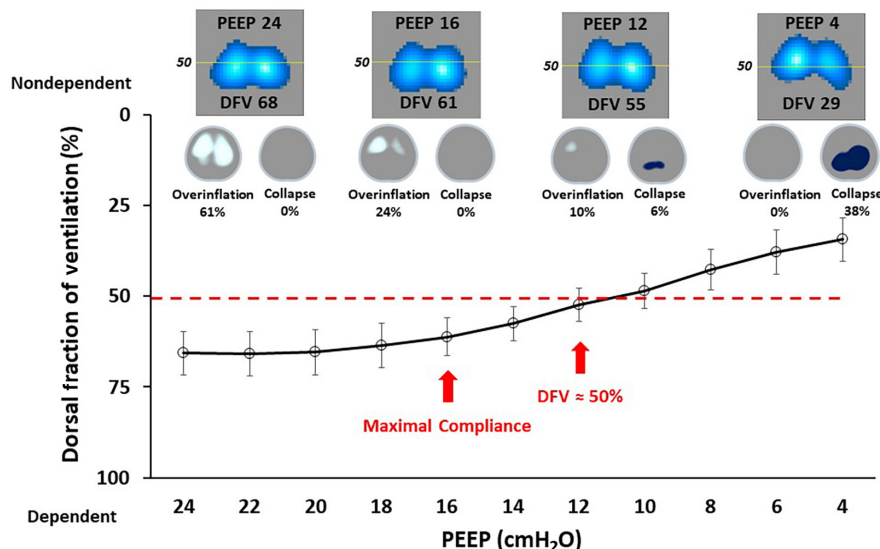 PEEP 24
50
DFV 68
PEEP 16
50
DFV 61
PEEP 12
50
DFV 55
PEEP 4
50
DFV 29
Nondependent
Overinflation
61%
Collapse
0%
Overinflation
24%
Collapse
0%
Overinflation
10%
Collapse
6%
Overinflation
0%
Collapse
38%
Dorsal fraction of ventilation (%)
0
25
50
75
100
Maximal Compliance
DFV ≈ 50%
Dependent
24 22 20 18 16 14 12 10 8 6 4
PEEP (cmH₂O)